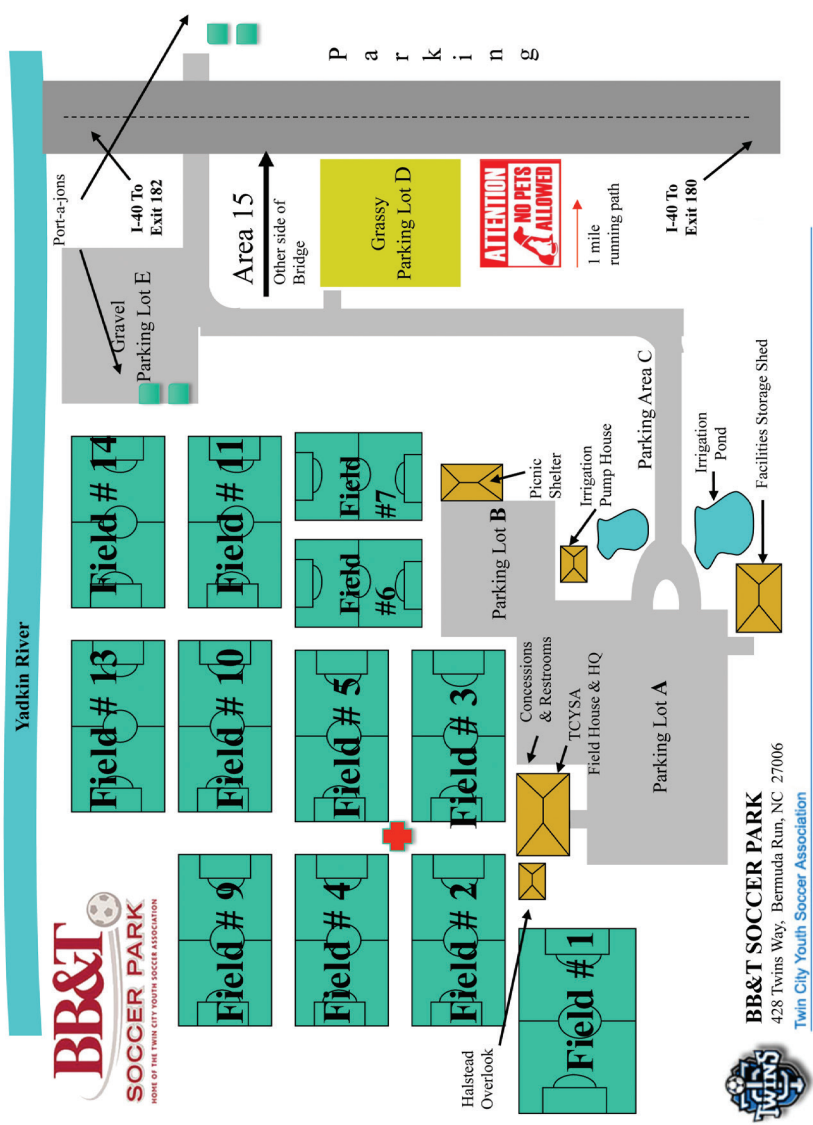 Yadkin River
BB&T
SOCCER PARK
HOME OF THE TWIN CITY YOUTH SOCCER ASSOCIATION
Field # 13
Field # 14
Gravel
Parking Lot E
Port-a-jons
I-40 To
Exit 182
Field # 9
Field # 10
Field # 11
Area 15
Other side of
Bridge
Field # 4
Field # 5
Field
#6
Field
#7
Grassy
Parking Lot D
Parking
Field # 2
Field # 3
Parking Lot B
Picnic
Shelter
ATTENTION
NO PETS
ALLOWED
Halstead
Overlook
Field # 1
Concessions
& Restrooms
TCYSA
Field House & HQ
Irrigation
Pump House
1 mile
running path
Parking Lot A
Parking Area C
I-40 To
Exit 180
Irrigation
Pond
Facilities Storage Shed
TWINS
BB&T SOCCER PARK
428 Twins Way, Bermuda Run, NC 27006
Twin City Youth Soccer Association